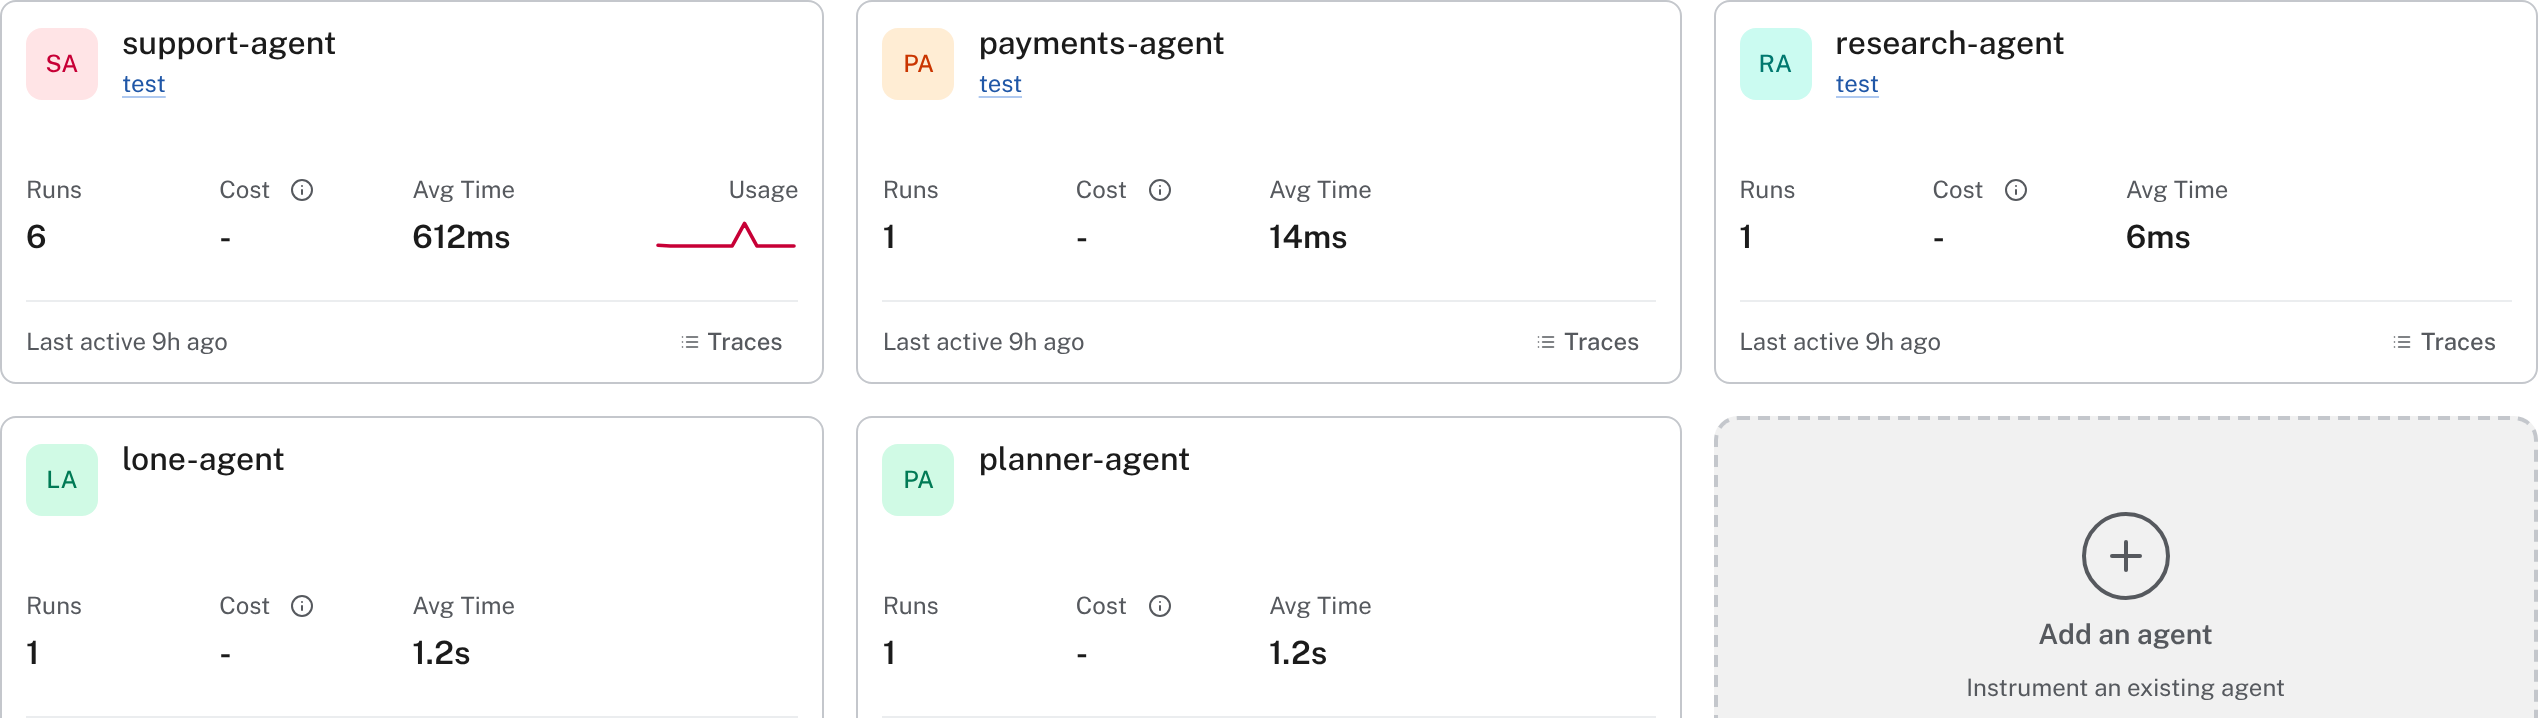 SA
support-agent
test
Runs
Cost
Avg Time
Usage
6
-
612ms
Last active 9h ago
Traces
PA
payments-agent
test
Runs
Cost
Avg Time
1
-
14ms
Last active 9h ago
Traces
RA
research-agent
test
Runs
Cost
Avg Time
1
-
6ms
Last active 9h ago
Traces
LA
lone-agent
Runs
Cost
Avg Time
1
-
1.2s
PA
planner-agent
Runs
Cost
Avg Time
1
-
1.2s
Add an agent
Instrument an existing agent